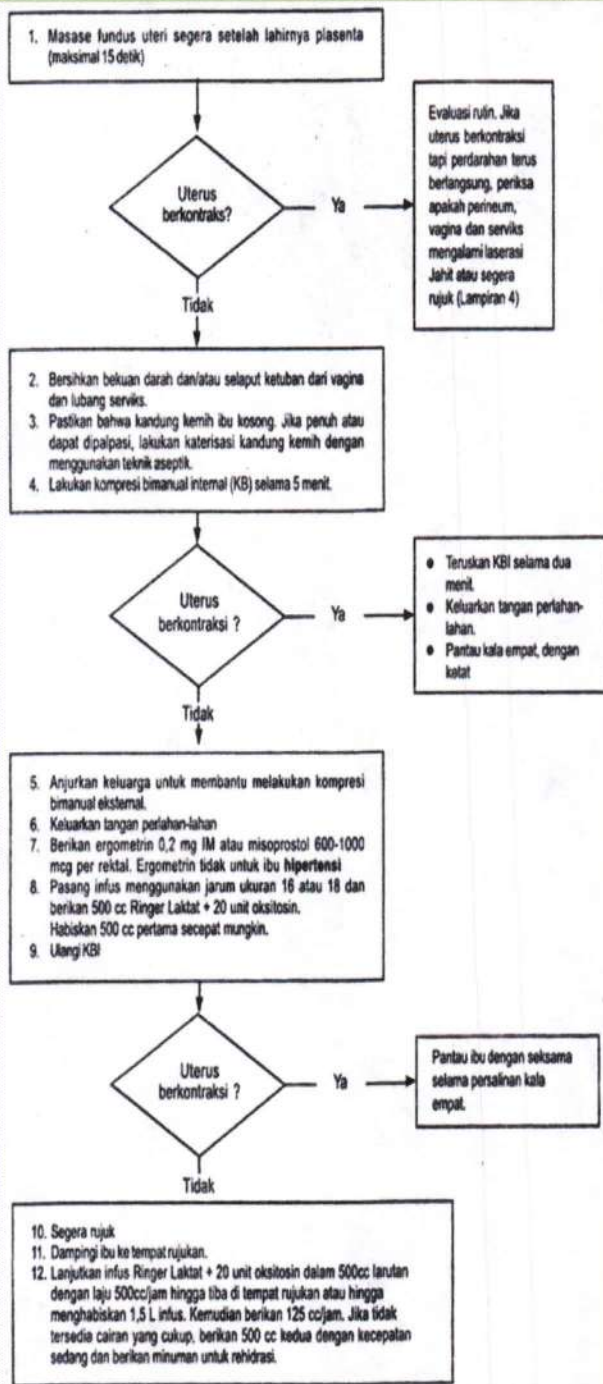 1. Masase fundus uteri segera setelah lahirnya plasenta
(maksimal 15 detik)
Uterus
berkontraks?
Ya
Evaluasi rutin. Jika
uterus berkontraksi
tapi perdarahan terus
berlangsung, periksa
apakah perineum,
vagina dan serviks
mengalami laserasi
Jahit atau segera
rujuk (Lampiran 4)
Tidak
2. Bersihkan bekuan darah dan/atau selaput ketuban dari vagina
dan lubang serviks.
3. Pastikan bahwa kandung kemih ibu kosong. Jika penuh atau
dapat dipalpasi, lakukan katerisasi kandung kemih dengan
menggunakan teknik aseptik.
4. Lakukan kompresi bimanual internal (KB) selama 5 menit.
Uterus
berkontraksi ?
Ya
● Teruskan KBI selama dua
menit.
● Keluarkan tangan perlahan-
lahan.
● Pantau kala empat, dengan
ketat
Tidak
5. Anjurkan keluarga untuk membantu melakukan kompresi
bimanual eksternal.
6. Keluarkan tangan perlahan-lahan
7. Berikan ergometrin 0,2 mg IM atau misoprostol 600-1000
mcg per rektal. Ergometrin tidak untuk ibu hipertensi
8. Pasang infus menggunakan jarum ukuran 16 atau 18 dan
berikan 500 cc Ringer Laktat + 20 unit oksitosin.
Habiskan 500 cc pertama secepat mungkin.
9. Ulangi KBI
Uterus
berkontraksi ?
Ya
Pantau ibu dengan seksama
selama persalinan kala
empat.
Tidak
10. Segera rujuk
11. Dampingi ibu ke tempat rujukan.
12. Lanjutkan infus Ringer Laktat + 20 unit oksitosin dalam 500cc larutan
dengan laju 500cc/jam hingga tiba di tempat rujukan atau hingga
menghabiskan 1,5 L infus. Kemudian berikan 125 cc/jam. Jika tidak
tersedia cairan yang cukup, berikan 500 cc kedua dengan kecepatan
sedang dan berikan minuman untuk rehidrasi.